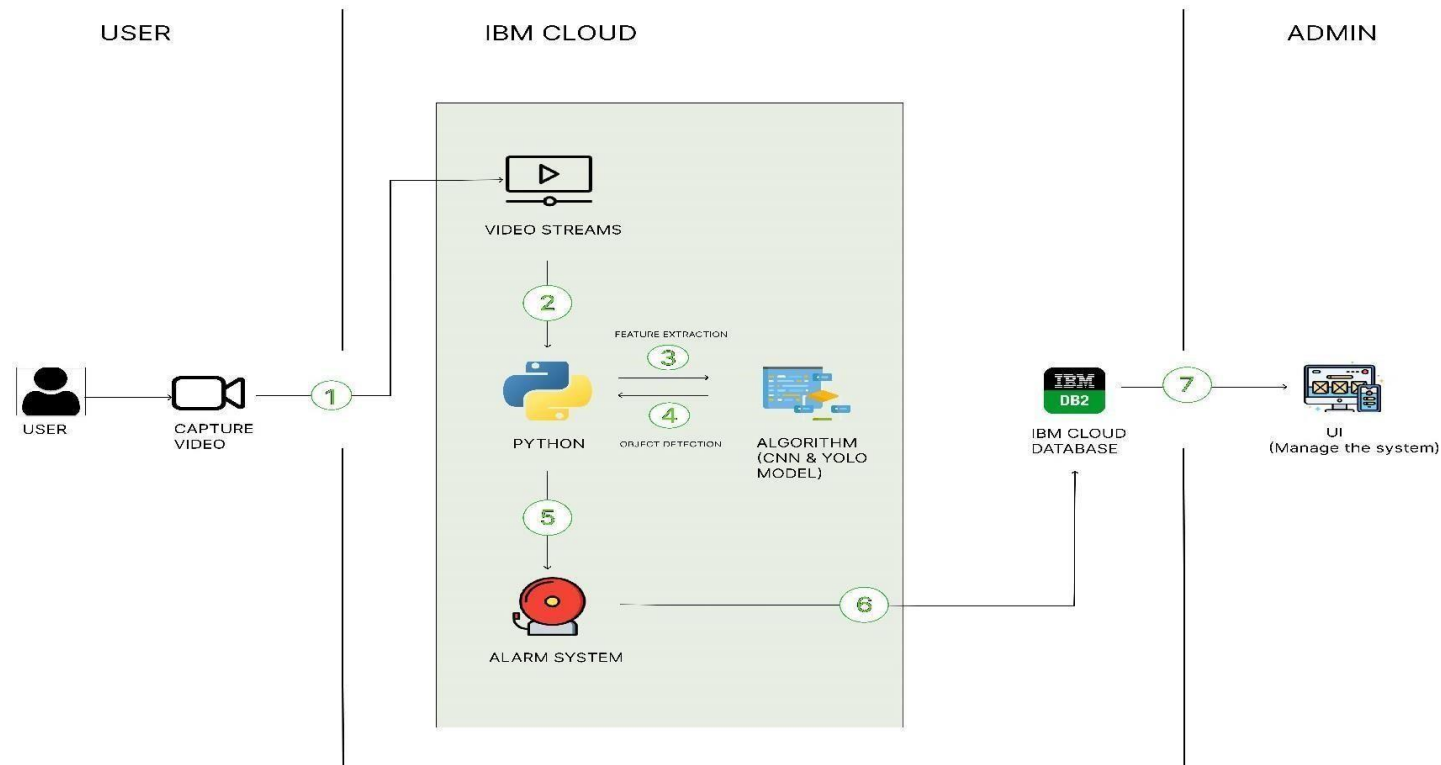 USER
IBM CLOUD
ADMIN
VIDEO STREAMS
2
FEATURE EXTRACTION
3
4
OBJECT DETECTION
1
USER
CAPTURE
VIDEO
PYTHON
ALGORITHM
(CNN & YOLO
MODEL)
IBM
DB2
IBM CLOUD
DATABASE
7
UI
(Manage the system)
5
6
ALARM SYSTEM